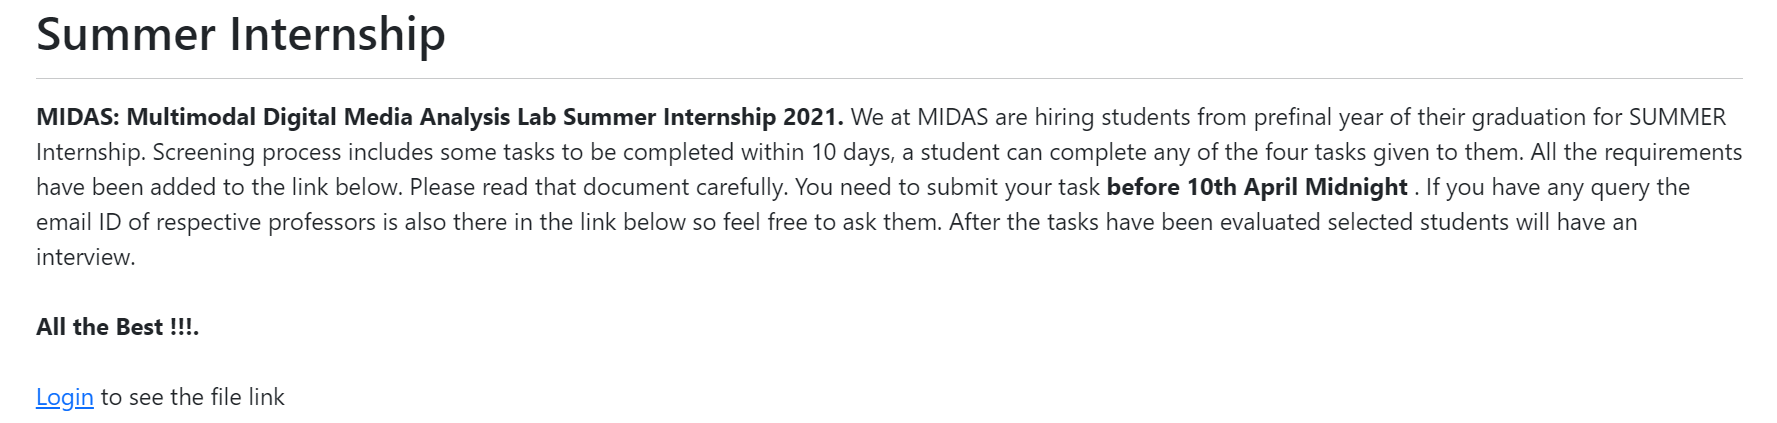 Summer Internship
MIDAS: Multimodal Digital Media Analysis Lab Summer Internship 2021. We at MIDAS are hiring students from prefinal year of their graduation for SUMMER
Internship. Screening process includes some tasks to be completed within 10 days, a student can complete any of the four tasks given to them. All the requirements
have been added to the link below. Please read that document carefully. You need to submit your task before 10th April Midnight . If you have any query the
email ID of respective professors is also there in the link below so feel free to ask them. After the tasks have been evaluated selected students will have an
interview.
All the Best !!!.
Login to see the file link